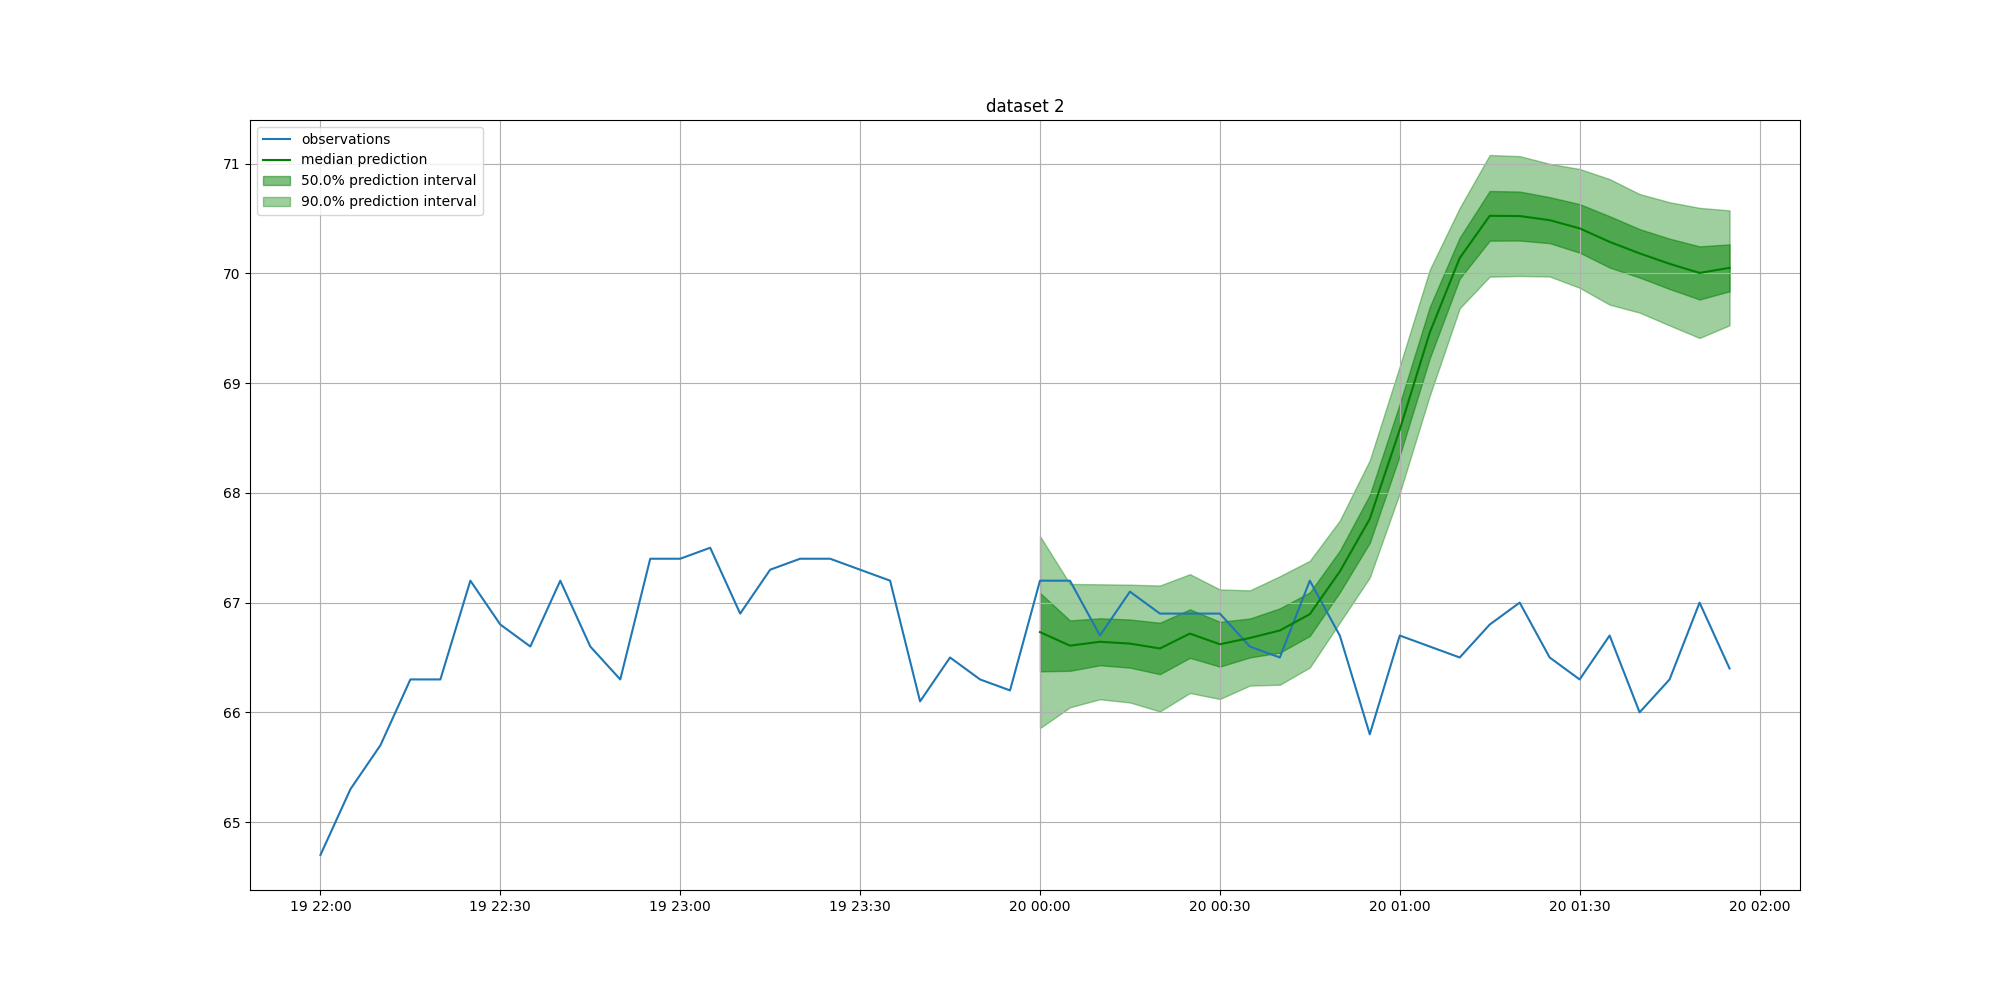 dataset 2
observations
median prediction
50.0% prediction interval
90.0% prediction interval
71
70
69
68
67
66
65
19 22:00 19 22:30 19 23:00 19 23:30 20 00:00 20 00:30 20 01:00 20 01:30 20 02:00